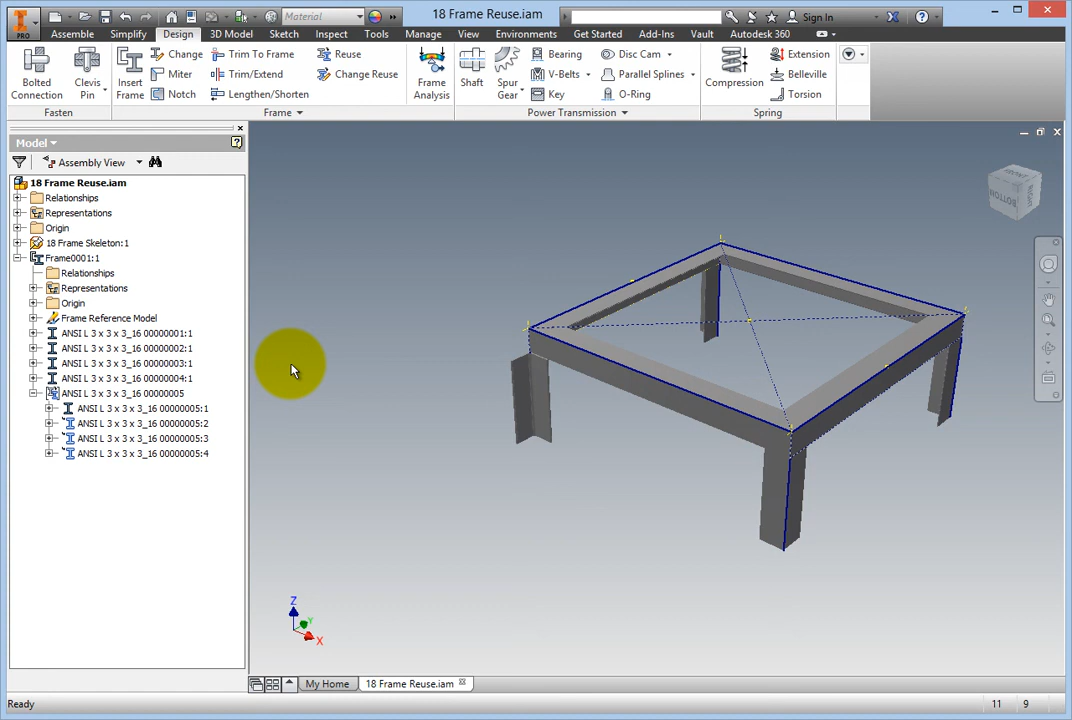 18 Frame Reuse.iam
Material
Sign In
PRO
Assemble Simplify Design 3D Model Sketch Inspect Tools Manage View Environments Get Started Add-Ins Vault Autodesk 360
Bolted Connection
Clevis Pin
Fasten
Insert Frame
Change
Miter
Notch
Trim To Frame
Trim/Extend
Lengthen/Shorten
Reuse
Change Reuse
Frame
Frame Analysis
Shaft
Spur Gear
Bearing
V-Belts
Key
Disc Cam
Parallel Splines
O-Ring
Power Transmission
Compression
Extension
Belleville
Torsion
Spring
Model
Assembly View
18 Frame Reuse.iam
Relationships
Representations
Origin
18 Frame Skeleton:1
Frame0001:1
Relationships
Representations
Origin
Frame Reference Model
ANSI L 3 x 3 x 3_16 00000001:1
ANSI L 3 x 3 x 3_16 00000002:1
ANSI L 3 x 3 x 3_16 00000003:1
ANSI L 3 x 3 x 3_16 00000004:1
ANSI L 3 x 3 x 3_16 00000005
ANSI L 3 x 3 x 3_16 00000005:1
ANSI L 3 x 3 x 3_16 00000005:2
ANSI L 3 x 3 x 3_16 00000005:3
ANSI L 3 x 3 x 3_16 00000005:4
BOTTOM
Z
Y
X
My Home
18 Frame Reuse.iam
Ready
11 9